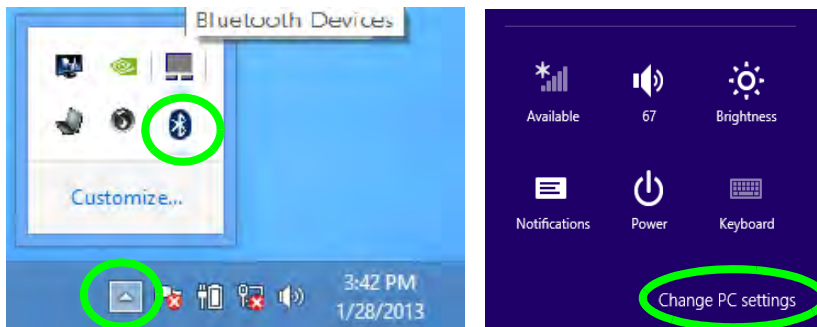 Bluetooth Devices
Customize...
3:42 PM
1/28/2013
Available
67
Brightness
Notifications
Power
Keyboard
Change PC settings